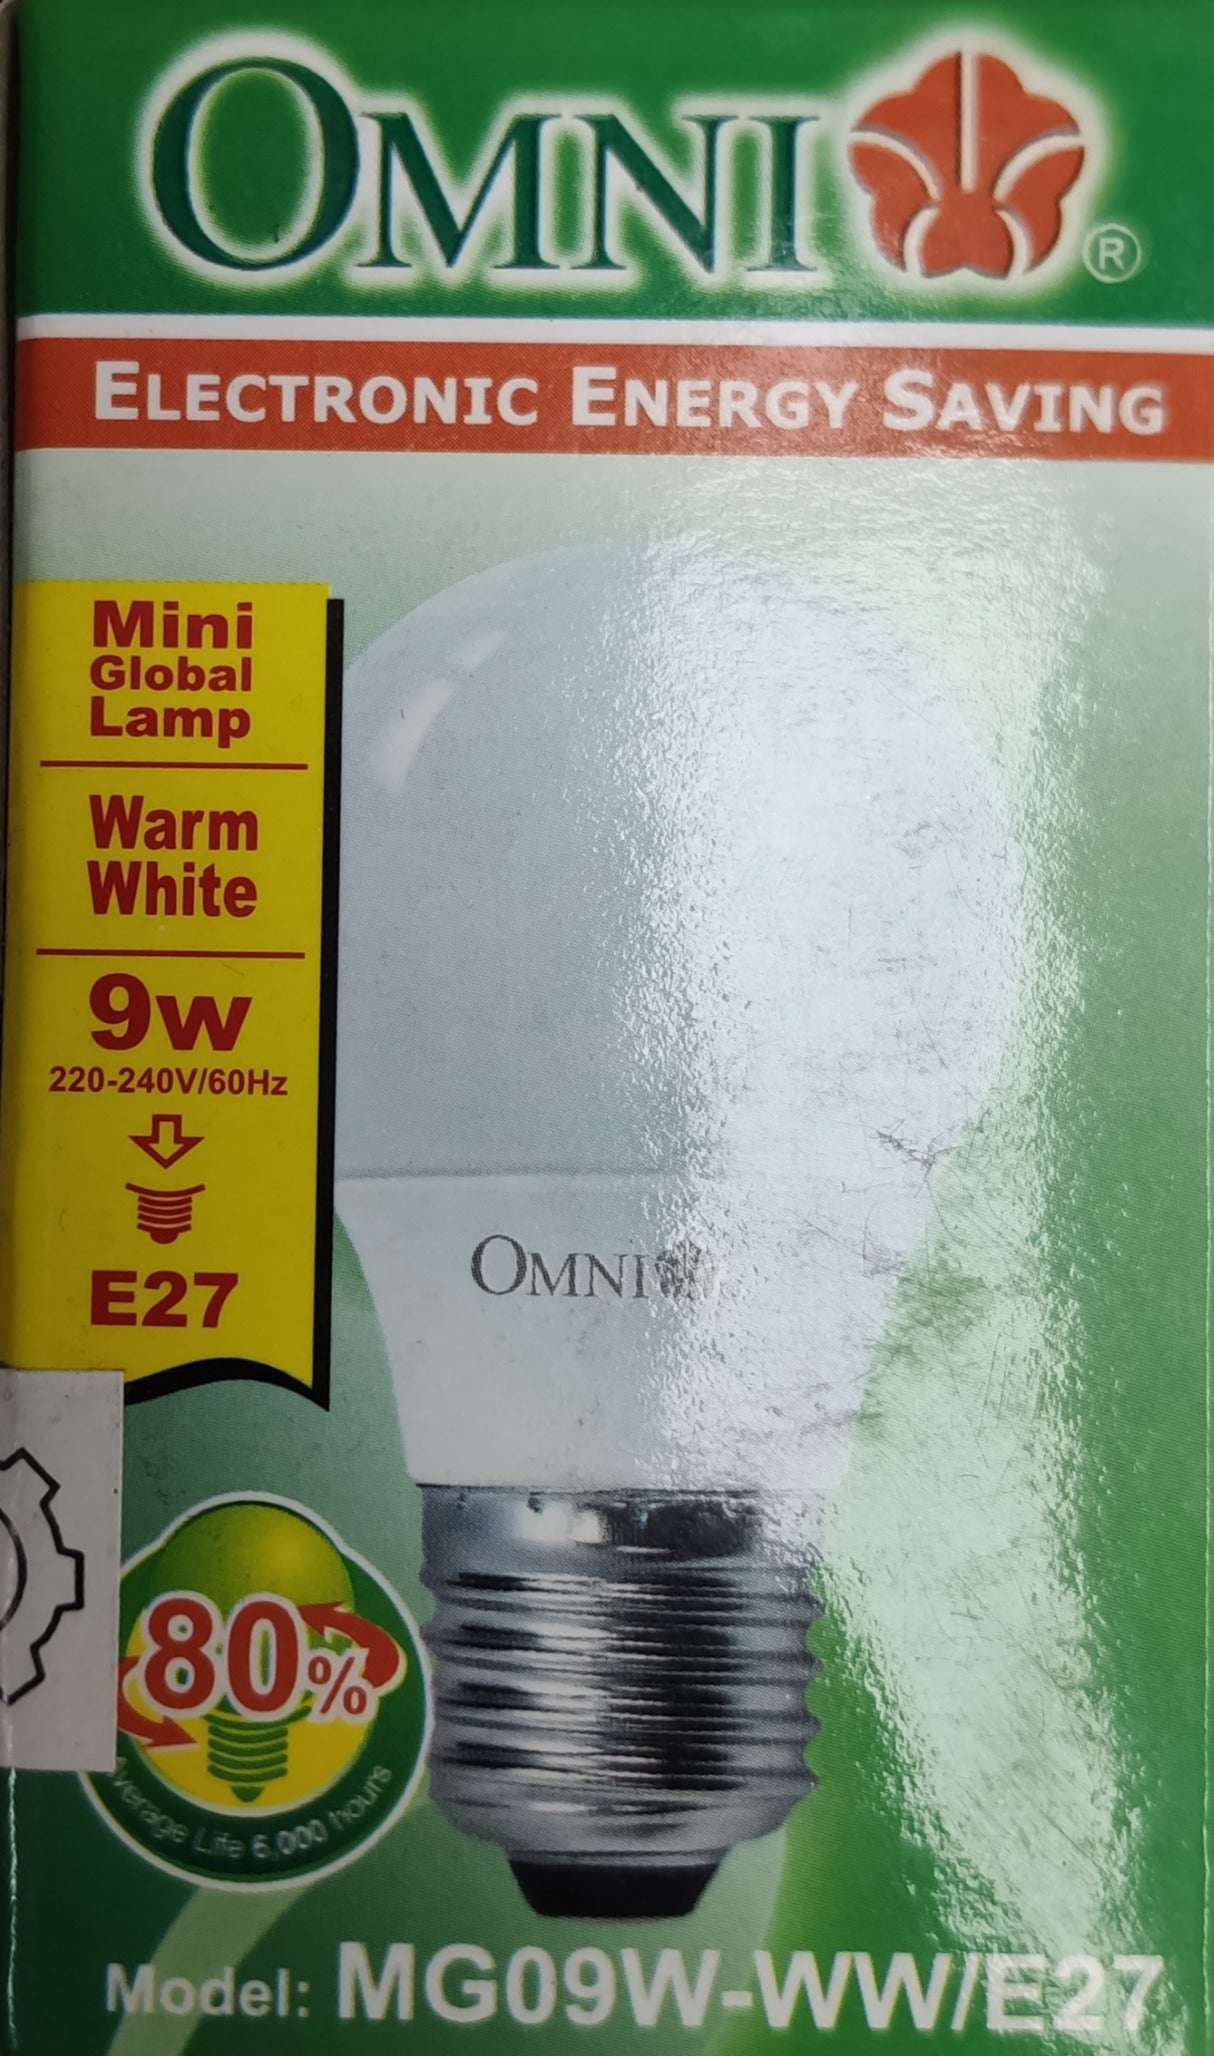 OMNI ®
ELECTRONIC ENERGY SAVING
Mini
Global
Lamp
Warm
White
9w
220-240V/60Hz
E27
OMNI
80%
Average Life 6,000 hours
Model: MG09W-WW/E27